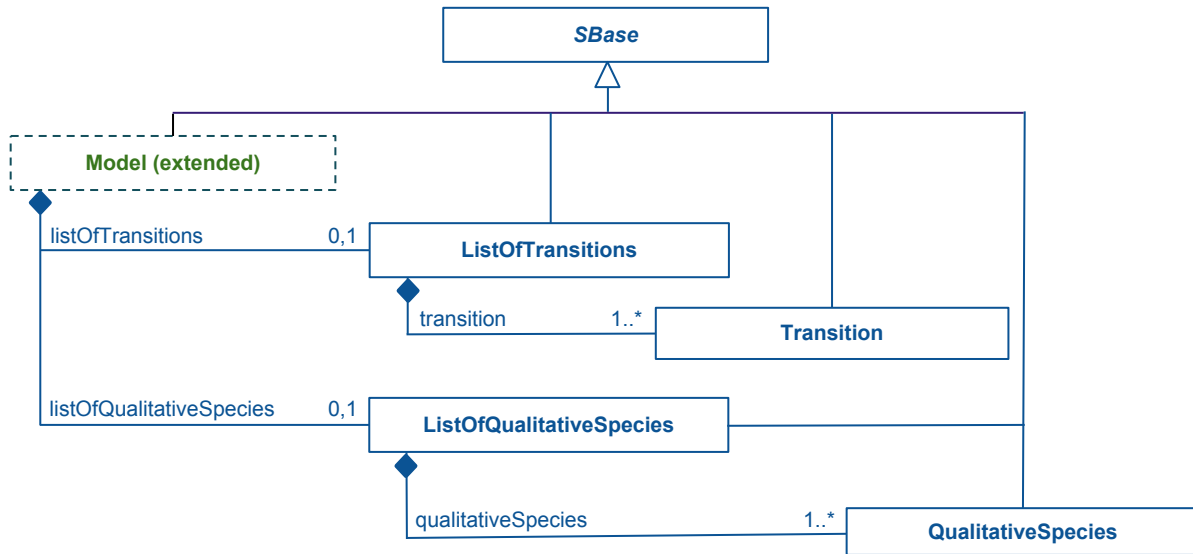 SBase
Model (extended)
listOfTransitions 0,1
ListOfTransitions
transition 1..*
Transition
listOfQualitativeSpecies 0,1
ListOfQualitativeSpecies
qualitativeSpecies 1..*
QualitativeSpecies